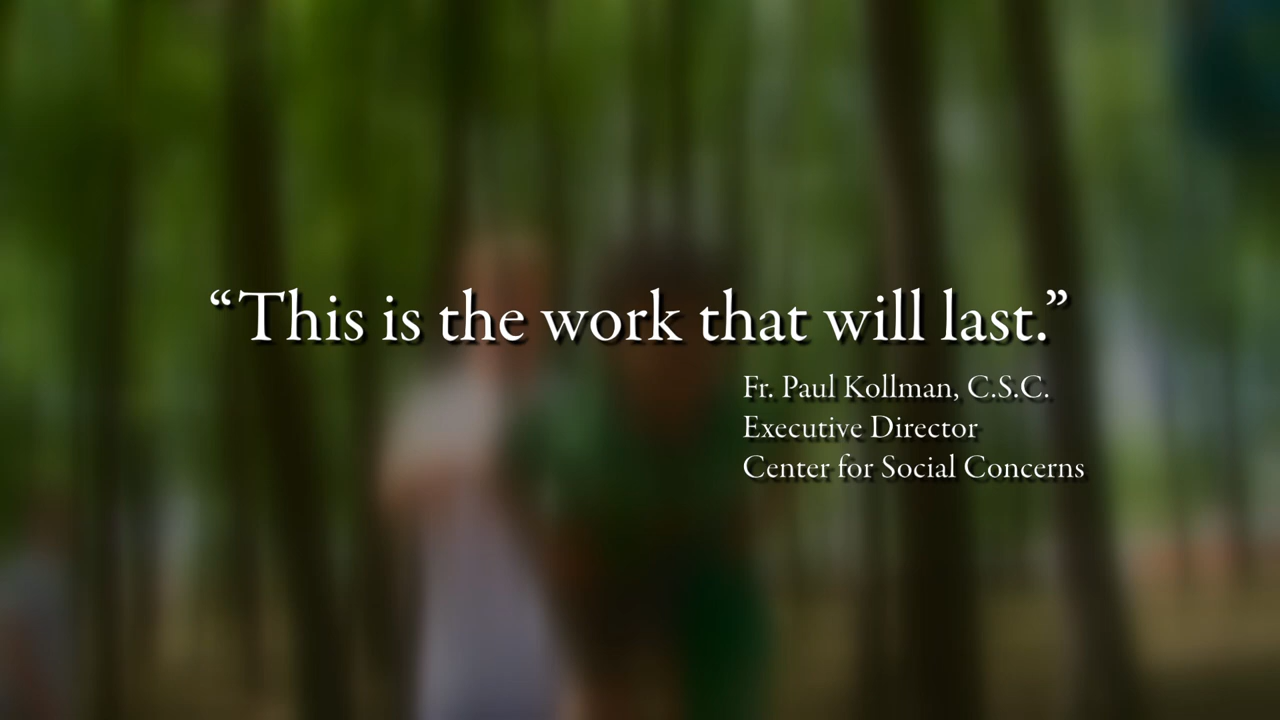 “This is the work that will last.”
Fr. Paul Kollman, C.S.C.
Executive Director
Center for Social Concerns